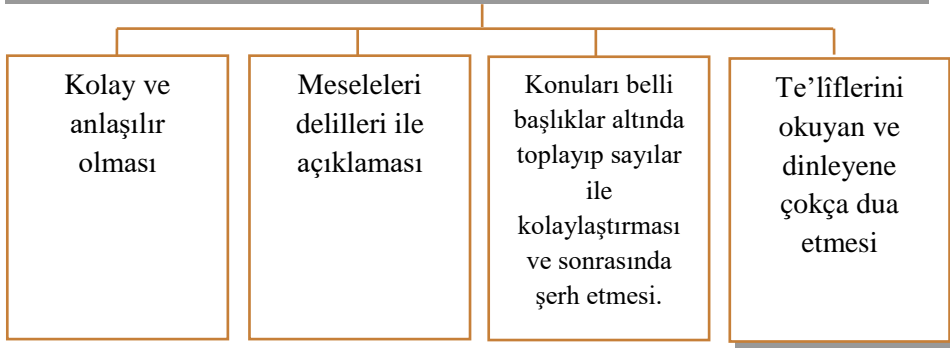 Kolay ve
anlaşılır
olması
Meseleleri
delilleri ile
açıklaması
Konuları belli
başlıklar altında
toplayıp sayılar
ile
kolaylaştırması
ve sonrasında
şerh etmesi.
Te’lîflerini
okuyan ve
dinleyene
çokça dua
etmesi